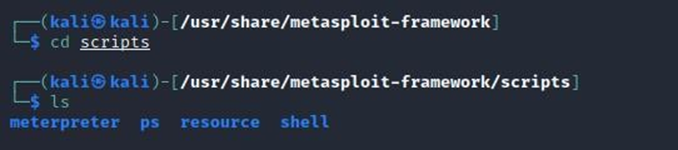 ┌──(kali㉿kali)-[/usr/share/metasploit-framework]
└─$ cd scripts
┌──(kali㉿kali)-[/usr/share/metasploit-framework/scripts]
└─$ ls
meterpreter ps resource shell